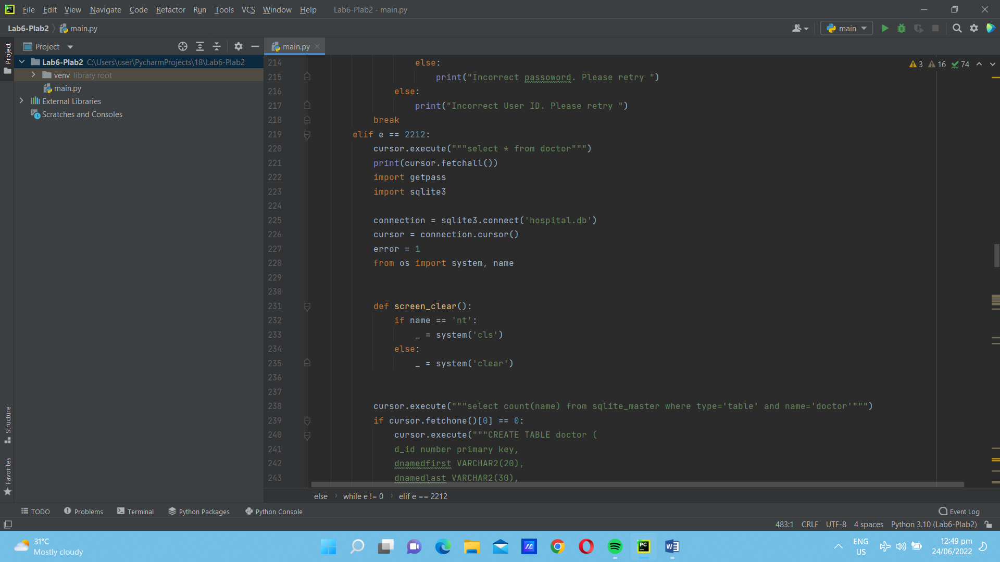 File Edit View Navigate Code Refactor Run Tools VCS Window Help Lab6-Plab2 - main.py
Lab6-Plab2 main.py
main
Project
Project
main.py
Lab6-Plab2 C:\Users\user\PycharmProjects\18\Lab6-Plab2
venv library root
main.py
External Libraries
Scratches and Consoles
3 16 74
214 else:
215 print("Incorrect passoword. Please retry ")
216 else:
217 print("Incorrect User ID. Please retry ")
218 break
219 elif e == 2212:
220 cursor.execute("""select * from doctor""")
221 print(cursor.fetchall())
222 import getpass
223 import sqlite3
224
225 connection = sqlite3.connect('hospital.db')
226 cursor = connection.cursor()
227 error = 1
228 from os import system, name
229
230
231 def screen_clear():
232 if name == 'nt':
233 _ = system('cls')
234 else:
235 _ = system('clear')
236
237
238 cursor.execute("""select count(name) from sqlite_master where type='table' and name='doctor'""")
239 if cursor.fetchone()[0] == 0:
240 cursor.execute("""CREATE TABLE doctor (
241 d_id number primary key,
242 dnamedfirst VARCHAR2(20),
243 dnamedlast VARCHAR2(30),
Structure
Favorites
else while e != 0 elif e == 2212
TODO Problems Terminal Python Packages Python Console Event Log
483:1 CRLF UTF-8 4 spaces Python 3.10 (Lab6-Plab2)
31°C
Mostly cloudy
ENG
US
12:49 pm
24/06/2022